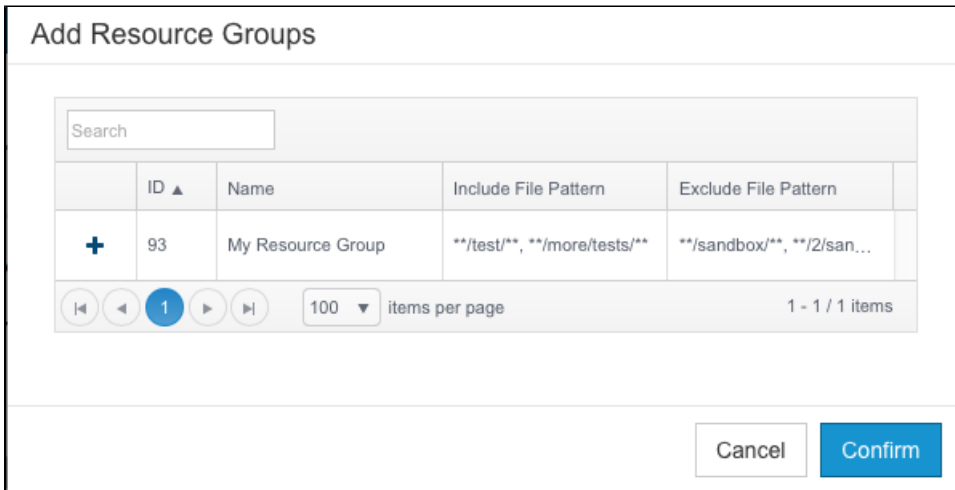 Add Resource Groups
Search
ID ▲ Name Include File Pattern Exclude File Pattern
93 My Resource Group **/test/**, **/more/tests/** **/sandbox/**, **/2/san...
1 100 ▼ items per page 1 - 1 / 1 items
Cancel Confirm